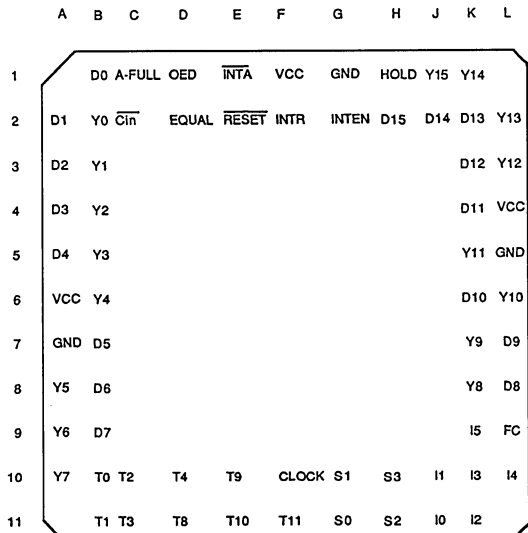 A B C D E F G H J K L
1 D0 A-FULL OED INTA VCC GND HOLD Y15 Y14
2 D1 Y0 Cin EQUAL RESET INTR INTEN D15 D14 D13 Y13
3 D2 Y1 D12 Y12
4 D3 Y2 D11 VCC
5 D4 Y3 Y11 GND
6 VCC Y4 D10 Y10
7 GND D5 Y9 D9
8 Y5 D6 Y8 D8
9 Y6 D7 I5 FC
10 Y7 T0 T2 T4 T9 CLOCK S1 S3 I1 I3 I4
11 T1 T3 T8 T10 T11 S0 S2 I0 I2